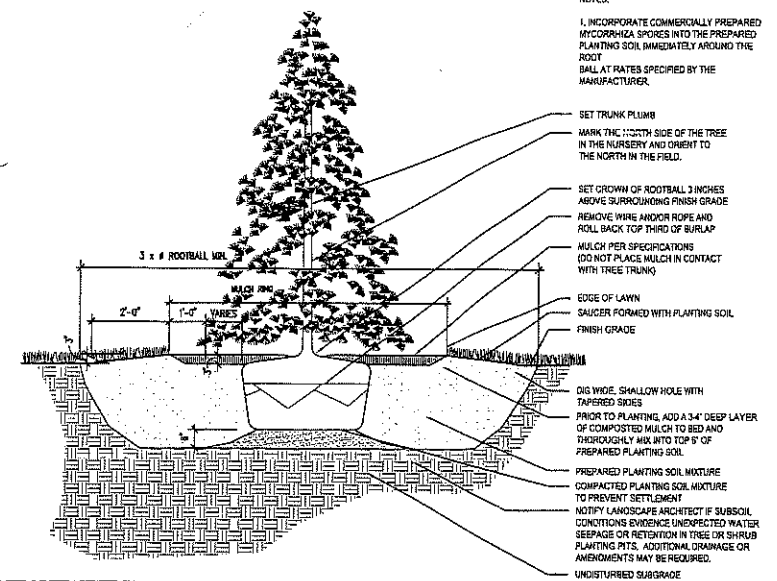 NOTES:
1. INCORPORATE COMMERCIALLY PREPARED
MYCORRHIZA SPORES INTO THE PREPARED
PLANTING SOIL IMMEDIATELY AROUND THE
ROOT
BALL AT RATES SPECIFIED BY THE
MANUFACTURER.
SET TRUNK PLUMB
MARK THE NORTH SIDE OF THE TREE
IN THE NURSERY AND ORIENT TO
THE NORTH IN THE FIELD.
SET CROWN OF ROOTBALL 3 INCHES
ABOVE SURROUNDING FINISH GRADE
REMOVE WIRE AND/OR ROPE AND
ROLL BACK TOP THIRD OF BURLAP
MULCH PER SPECIFICATIONS
(DO NOT PLACE MULCH IN CONTACT
WITH TREE TRUNK)
EDGE OF LAWN
SAUCER FORMED WITH PLANTING SOIL
FINISH GRADE
DIG WIDE, SHALLOW HOLE WITH
TAPERED SIDES
PRIOR TO PLANTING, ADD A 3-4" DEEP LAYER
OF COMPOSTED MULCH TO BED AND
THOROUGHLY MIX INTO TOP 6" OF
PREPARED PLANTING SOIL
PREPARED PLANTING SOIL MIXTURE
COMPACTED PLANTING SOIL MIXTURE
TO PREVENT SETTLEMENT
NOTIFY LANDSCAPE ARCHITECT IF SUBSOIL
CONDITIONS EVIDENCE UNEXPECTED WATER
SEEPAGE OR RETENTION IN TREE OR SHRUB
PLANTING PITS. ADDITIONAL DRAINAGE OR
AMENDMENTS MAY BE REQUIRED.
UNDISTURBED SUBGRADE
3 x ø ROOTBALL MIN.
MULCH RING
2'-0" 1'-0" VARIES
3"